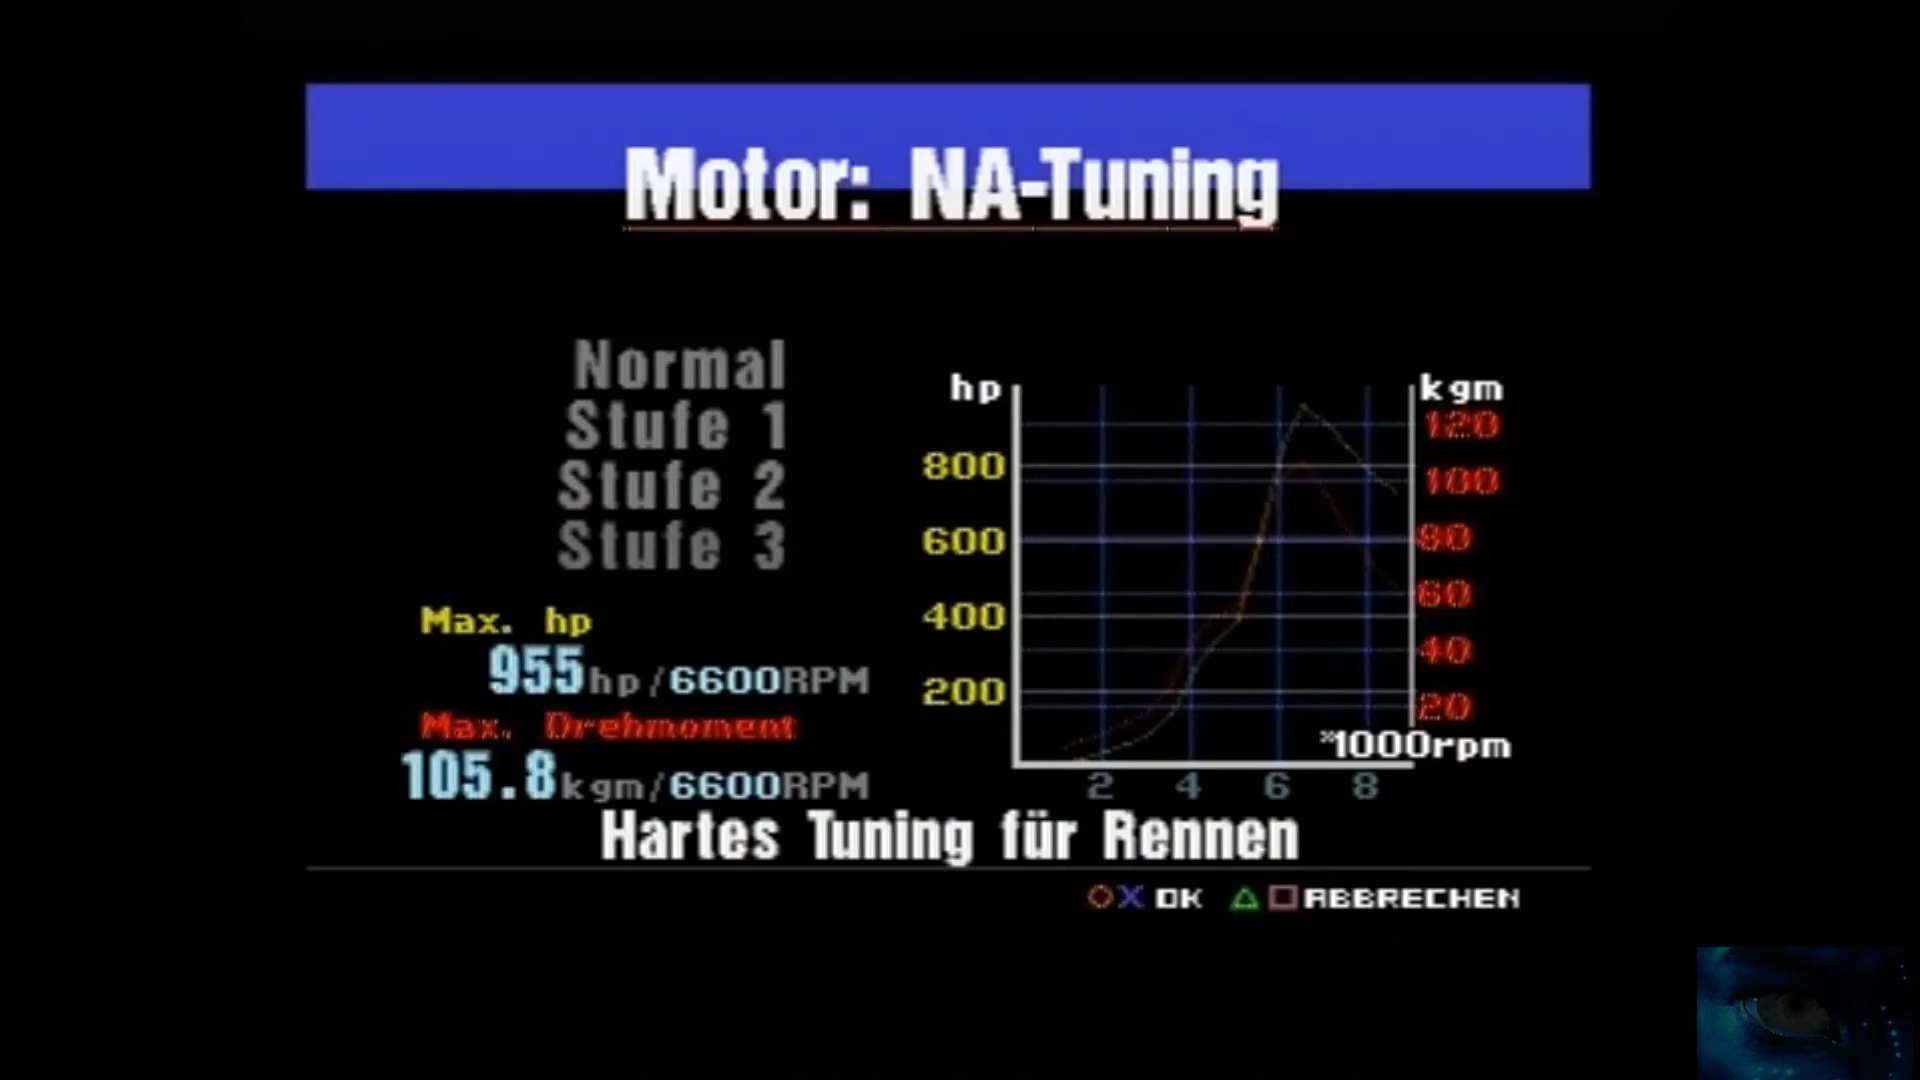 Motor: NA-Tuning
Normal
Stufe 1
Stufe 2
Stufe 3
Max. hp
955hp/6600RPM
Max. Drehmoment
105.8kgm/6600RPM
hp
800
600
400
200
kgm
120
100
80
60
40
20
*1000rpm
2 4 6 8
Hartes Tuning für Rennen
OK ABBRECHEN